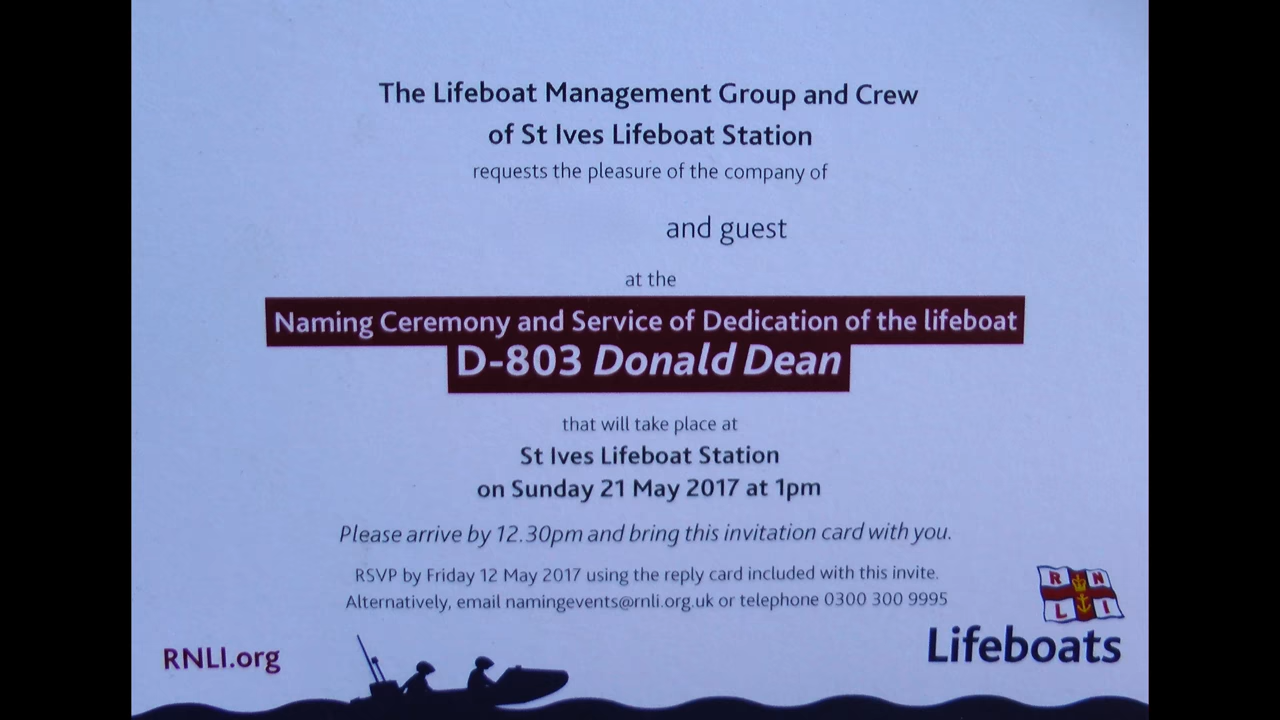 The Lifeboat Management Group and Crew
of St Ives Lifeboat Station
requests the pleasure of the company of
and guest
at the
Naming Ceremony and Service of Dedication of the lifeboat
D-803 Donald Dean
that will take place at
St Ives Lifeboat Station
on Sunday 21 May 2017 at 1pm
Please arrive by 12.30pm and bring this invitation card with you.
RSVP by Friday 12 May 2017 using the reply card included with this invite.
Alternatively, email namingevents@rnli.org.uk or telephone 0300 300 9995
R N
L I
Lifeboats
RNLI.org